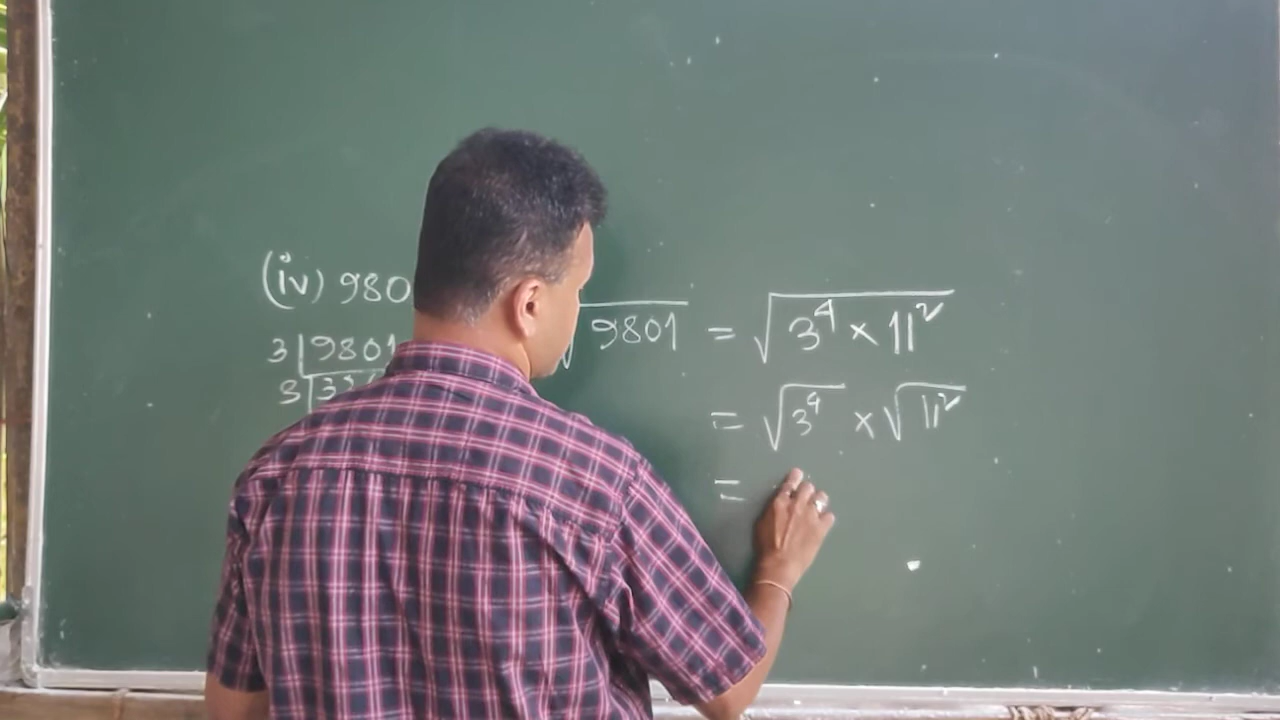 (iv) 980
√9801 = √3⁴ × 11²
3 | 9801
= √3⁴ × √11²
3 | 3
=